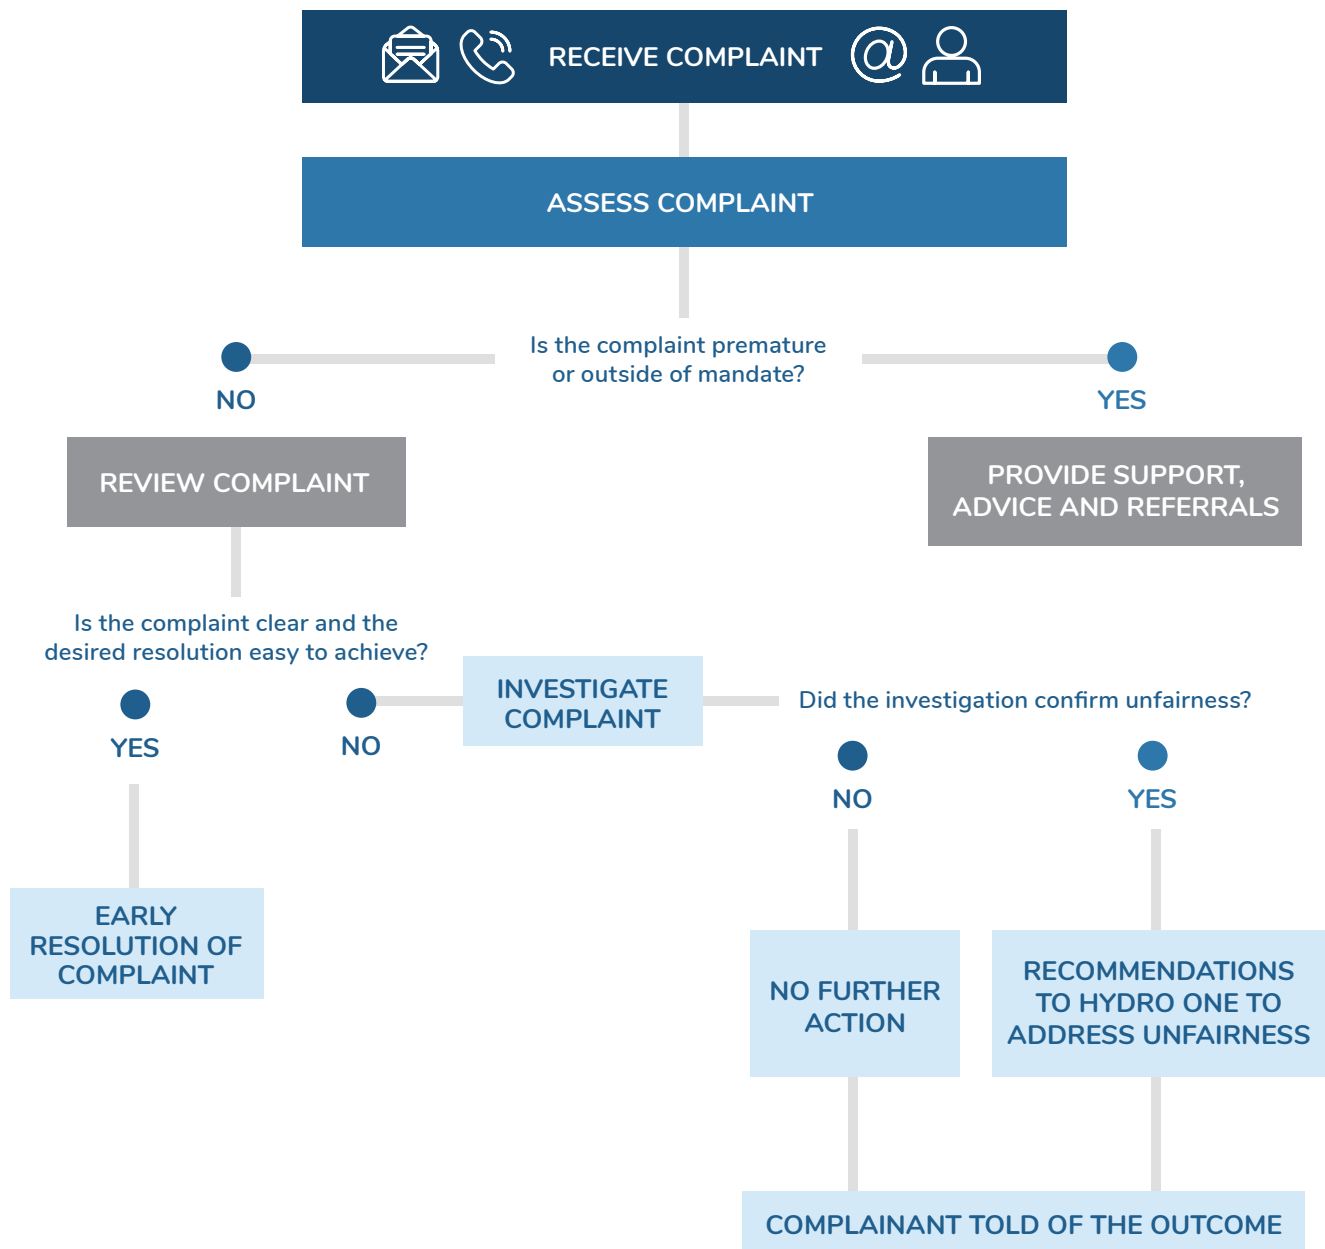 RECEIVE COMPLAINT
ASSESS COMPLAINT
Is the complaint premature
or outside of mandate?
NO
YES
REVIEW COMPLAINT
PROVIDE SUPPORT,
ADVICE AND REFERRALS
Is the complaint clear and the
desired resolution easy to achieve?
YES
NO
INVESTIGATE
COMPLAINT
Did the investigation confirm unfairness?
NO
YES
EARLY
RESOLUTION OF
COMPLAINT
NO FURTHER
ACTION
RECOMMENDATIONS
TO HYDRO ONE TO
ADDRESS UNFAIRNESS
COMPLAINANT TOLD OF THE OUTCOME